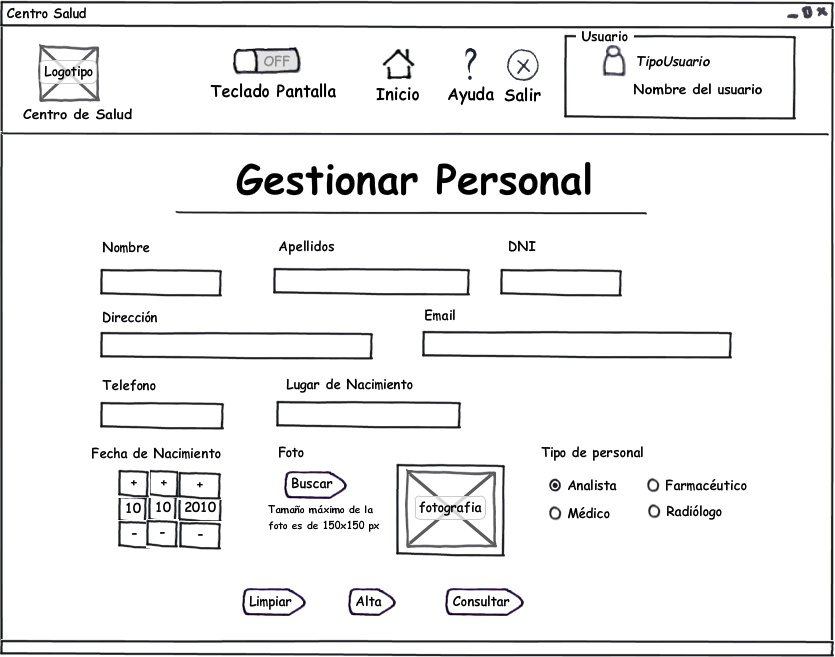 Centro Salud
Logotipo
Centro de Salud
OFF
Teclado Pantalla
Inicio
Ayuda
Salir
Usuario
TipoUsuario
Nombre del usuario
Gestionar Personal
Nombre
Apellidos
DNI
Dirección
Email
Telefono
Lugar de Nacimiento
Fecha de Nacimiento
+ + +
10 10 2010
- - -
Foto
Buscar
Tamaño máximo de la
foto es de 150x150 px
fotografia
Tipo de personal
Analista
Farmacéutico
Médico
Radiólogo
Limpiar
Alta
Consultar